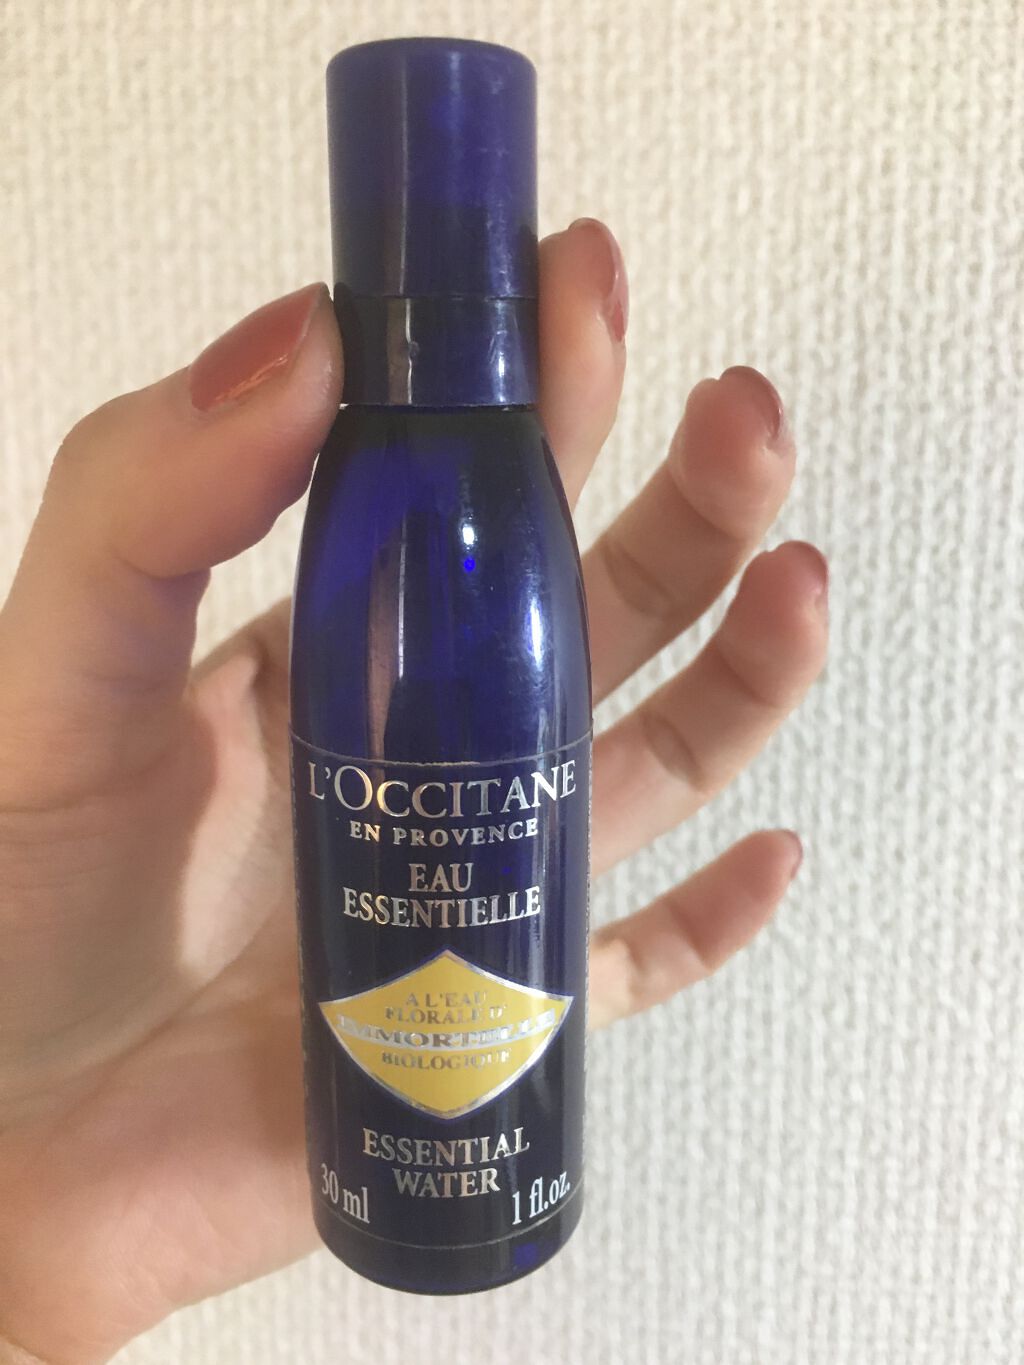 L'OCCITANE
EN PROVENCE
EAU
ESSENTIELLE
A L'EAU
FLORALE D'
IMMORTELLE
BIOLOGIQUE
ESSENTIAL
WATER
30 ml
1 fl.oz.